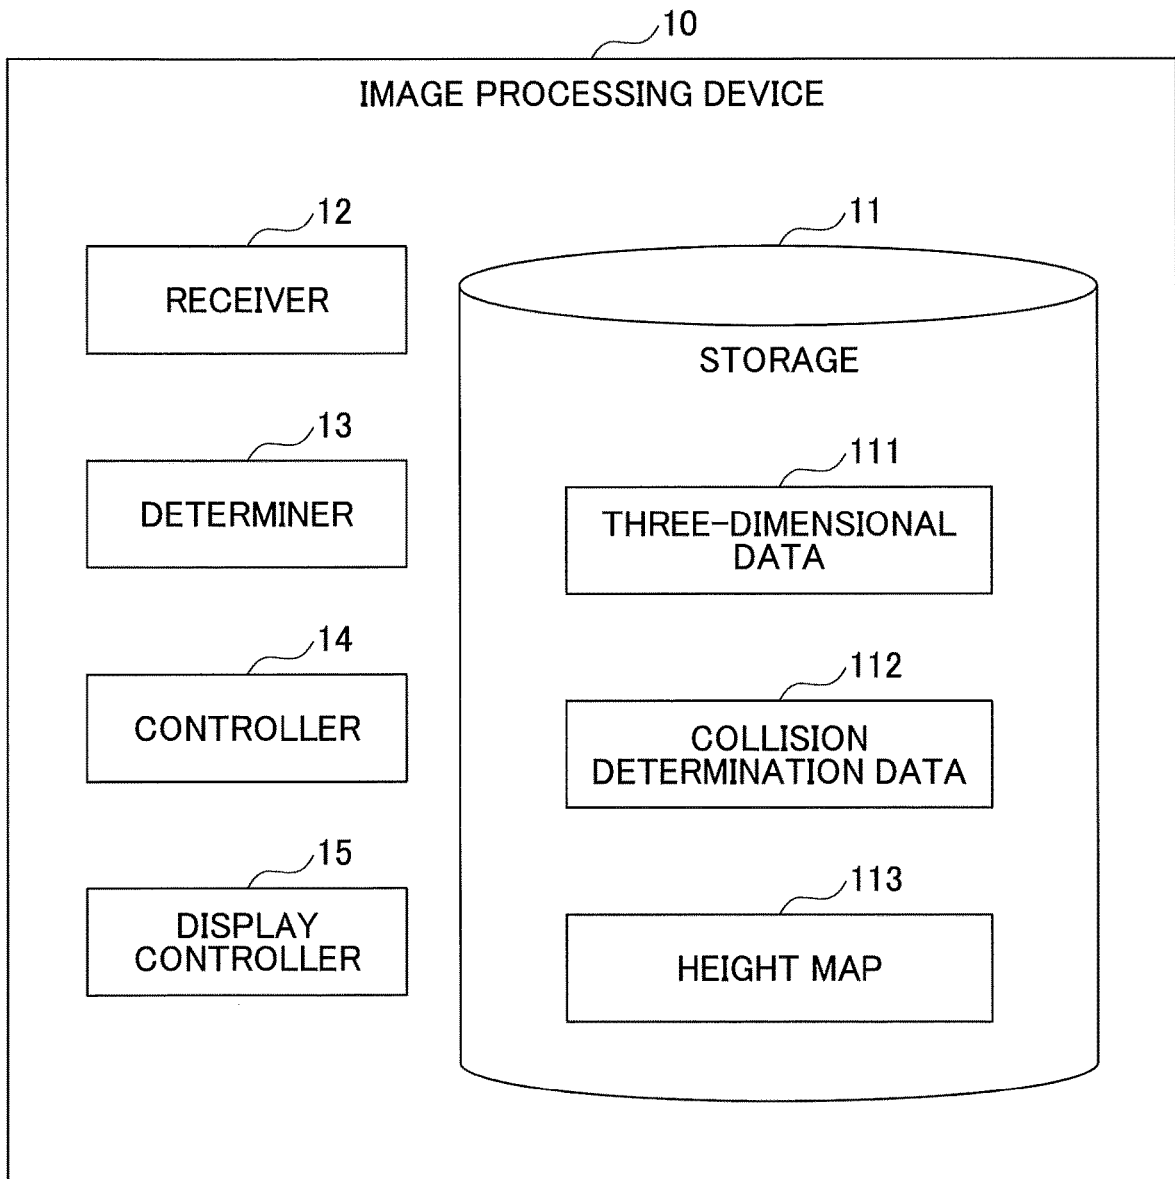 10
IMAGE PROCESSING DEVICE
12
RECEIVER
13
DETERMINER
14
CONTROLLER
15
DISPLAY
CONTROLLER
11
STORAGE
111
THREE-DIMENSIONAL
DATA
112
COLLISION
DETERMINATION DATA
113
HEIGHT MAP